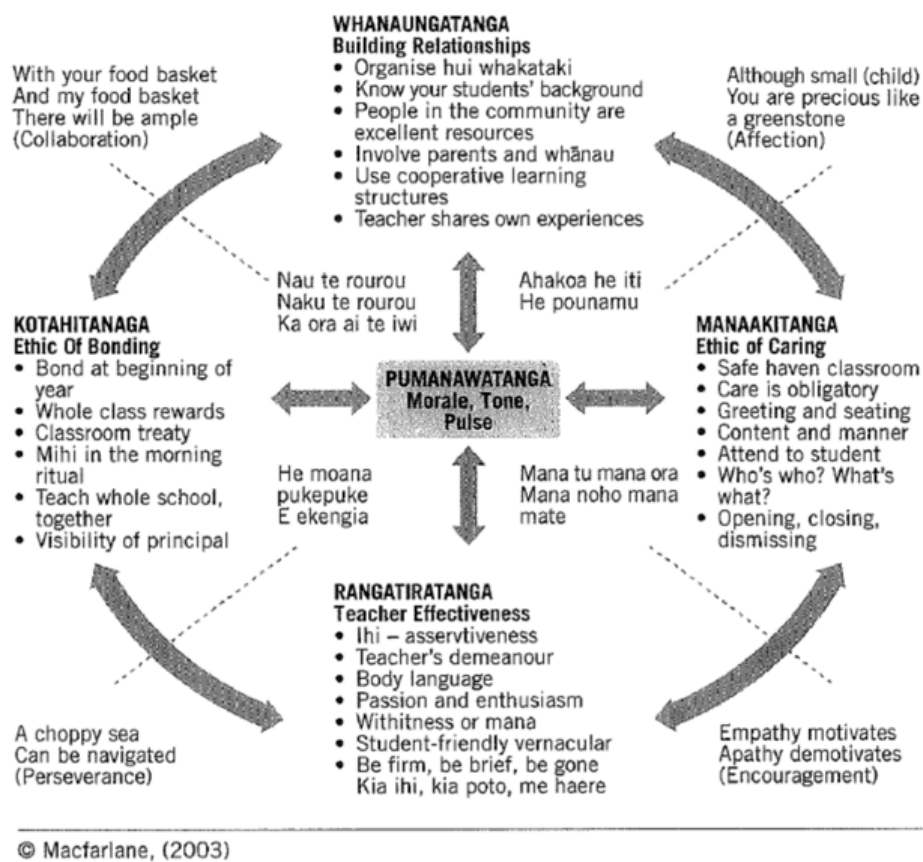 WHANAUNGATANGA
Building Relationships
• Organise hui whakataki
• Know your students' background
• People in the community are
excellent resources
• Involve parents and whānau
• Use cooperative learning
structures
• Teacher shares own experiences
With your food basket
And my food basket
There will be ample
(Collaboration)
Although small (child)
You are precious like
a greenstone
(Affection)
Nau te rourou
Naku te rourou
Ka ora ai te iwi
Ahakoa he iti
He pounamu
KOTAHITANAGA
Ethic Of Bonding
• Bond at beginning of
year
• Whole class rewards
• Classroom treaty
• Mihi in the morning
ritual
• Teach whole school,
together
• Visibility of principal
PUMANAWATANGA
Morale, Tone,
Pulse
MANAAKITANGA
Ethic of Caring
• Safe haven classroom
• Care is obligatory
• Greeting and seating
• Content and manner
• Attend to student
• Who's who? What's
what?
• Opening, closing,
dismissing
He moana
pukepuke
E ekengia
Mana tu mana ora
Mana noho mana
mate
RANGATIRATANGA
Teacher Effectiveness
• Ihi – asservtiveness
• Teacher's demeanour
• Body language
• Passion and enthusiasm
• Withitness or mana
• Student-friendly vernacular
• Be firm, be brief, be gone
Kia ihi, kia poto, me haere
A choppy sea
Can be navigated
(Perseverance)
Empathy motivates
Apathy demotivates
(Encouragement)
© Macfarlane, (2003)